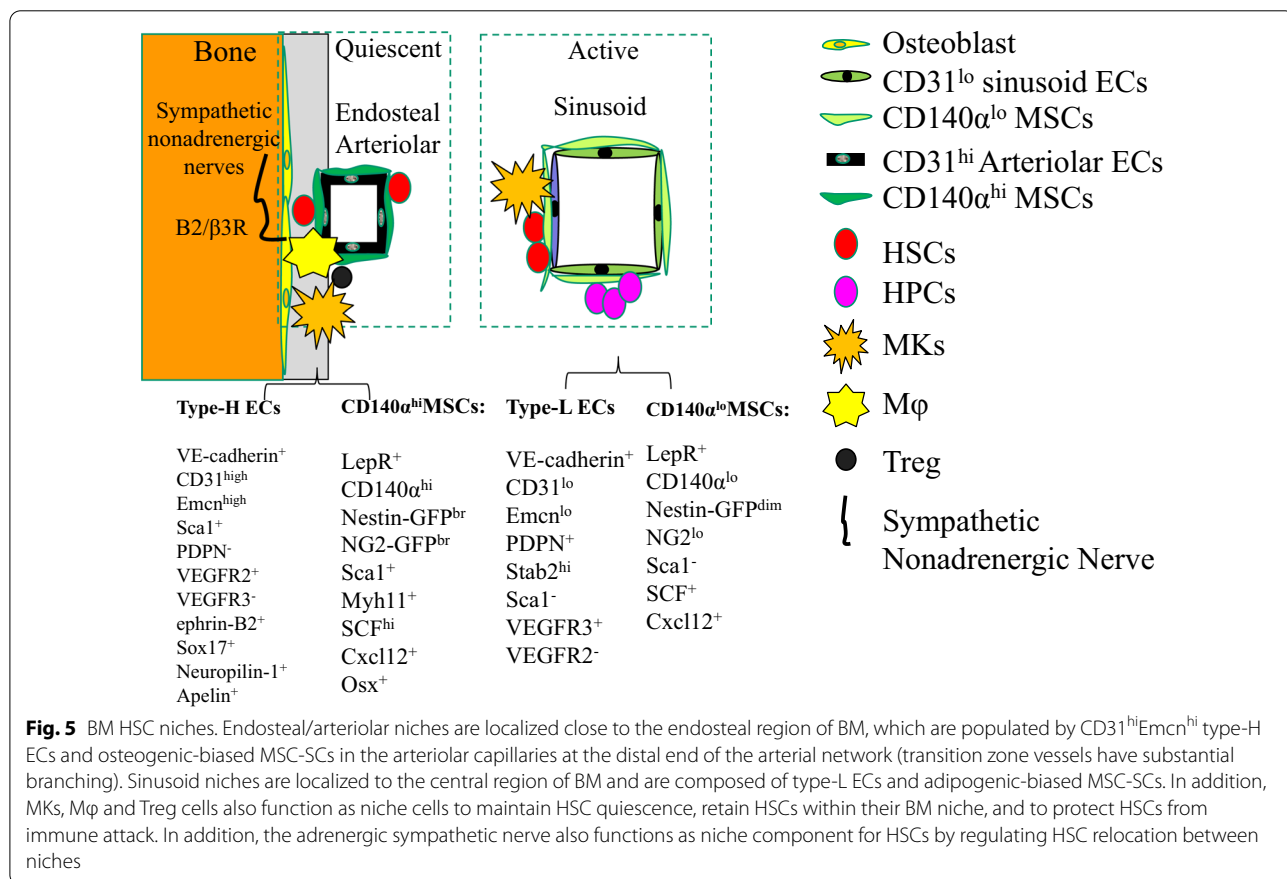 Bone
Sympathetic
nonadrenergic
nerves
B2/β3R
Quiescent
Endosteal
Arteriolar
Active
Sinusoid
Osteoblast
CD31lo sinusoid ECs
CD140αlo MSCs
CD31hi Arteriolar ECs
CD140αhi MSCs
HSCs
HPCs
MKs
Mφ
Treg
Sympathetic
Nonadrenergic Nerve
Type-H ECs
VE-cadherin+
CD31high
Emcnhigh
Sca1+
PDPN-
VEGFR2+
VEGFR3-
ephrin-B2+
Sox17+
Neuropilin-1+
Apelin+
CD140αhiMSCs:
LepR+
CD140αhi
Nestin-GFPbr
NG2-GFPbr
Sca1+
Myh11+
SCFhi
Cxcl12+
Osx+
Type-L ECs
VE-cadherin+
CD31lo
Emcnlo
PDPN+
Stab2hi
Sca1-
VEGFR3+
VEGFR2-
CD140αloMSCs:
LepR+
CD140αlo
Nestin-GFPdim
NG2lo
Sca1-
SCF+
Cxcl12+
Fig. 5 BM HSC niches. Endosteal/arteriolar niches are localized close to the endosteal region of BM, which are populated by CD31hiEmcnhi type-H
ECs and osteogenic-biased MSC-SCs in the arteriolar capillaries at the distal end of the arterial network (transition zone vessels have substantial
branching). Sinusoid niches are localized to the central region of BM and are composed of type-L ECs and adipogenic-biased MSC-SCs. In addition,
MKs, Mφ and Treg cells also function as niche cells to maintain HSC quiescence, retain HSCs within their BM niche, and to protect HSCs from
immune attack. In addition, the adrenergic sympathetic nerve also functions as niche component for HSCs by regulating HSC relocation between
niches